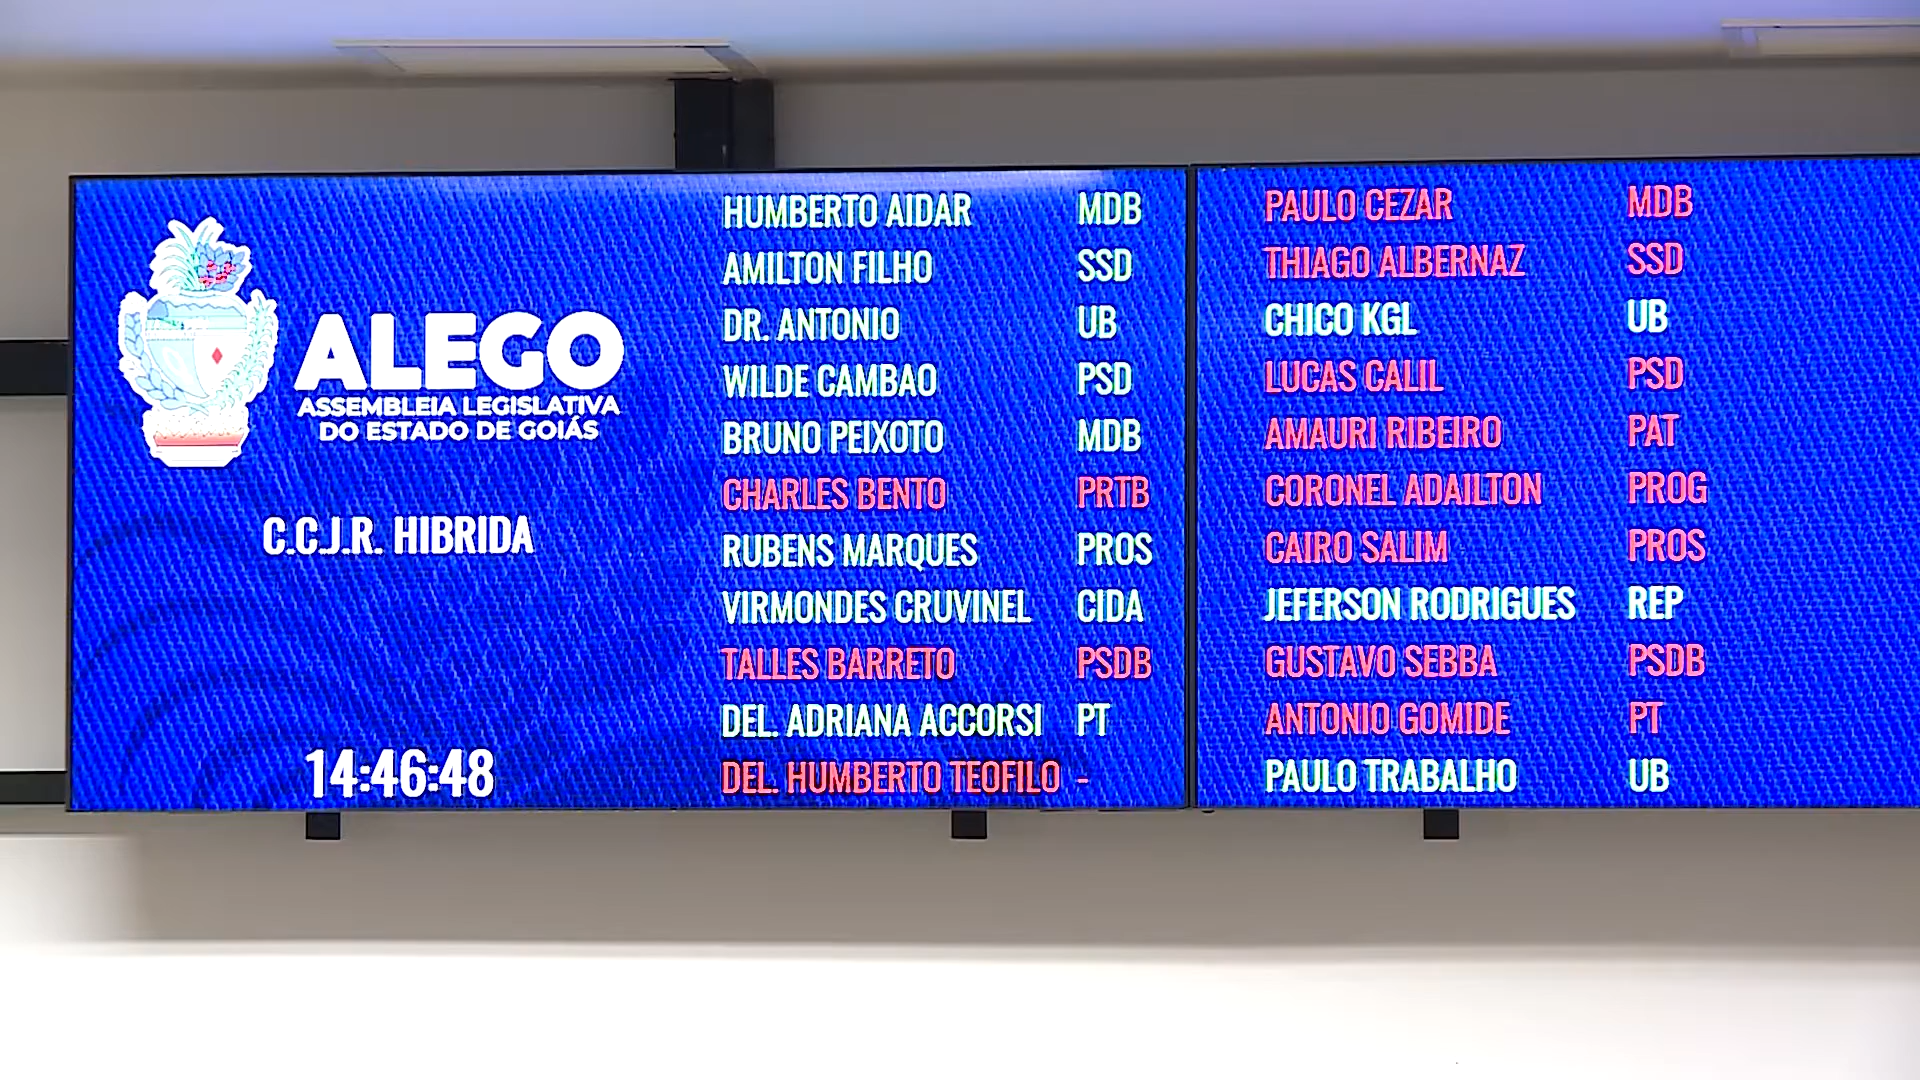 ALEGO
ASSEMBLEIA LEGISLATIVA
DO ESTADO DE GOIÁS
C.C.J.R. HIBRIDA
14:46:48
HUMBERTO AIDAR MDB
AMILTON FILHO SSD
DR. ANTONIO UB
WILDE CAMBAO PSD
BRUNO PEIXOTO MDB
CHARLES BENTO PRTB
RUBENS MARQUES PROS
VIRMONDES CRUVINEL CIDA
TALLES BARRETO PSDB
DEL. ADRIANA ACCORSI PT
DEL. HUMBERTO TEOFILO -
PAULO CEZAR MDB
THIAGO ALBERNAZ SSD
CHICO KGL UB
LUCAS CALIL PSD
AMAURI RIBEIRO PAT
CORONEL ADAILTON PROG
CAIRO SALIM PROS
JEFERSON RODRIGUES REP
GUSTAVO SEBBA PSDB
ANTONIO GOMIDE PT
PAULO TRABALHO UB